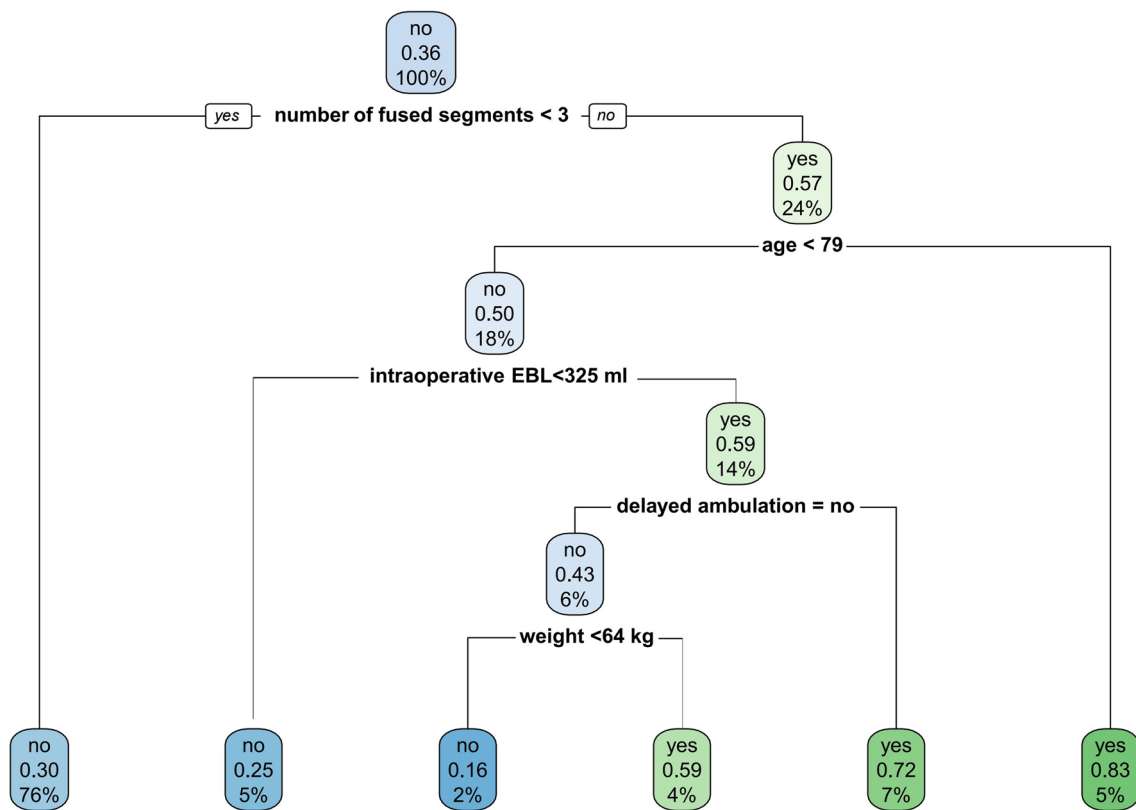 no
0.36
100%
yes number of fused segments < 3 no
yes
0.57
24%
age < 79
no
0.50
18%
intraoperative EBL<325 ml
yes
0.59
14%
delayed ambulation = no
no
0.43
6%
weight <64 kg
no
0.30
76%
no
0.25
5%
no
0.16
2%
yes
0.59
4%
yes
0.72
7%
yes
0.83
5%